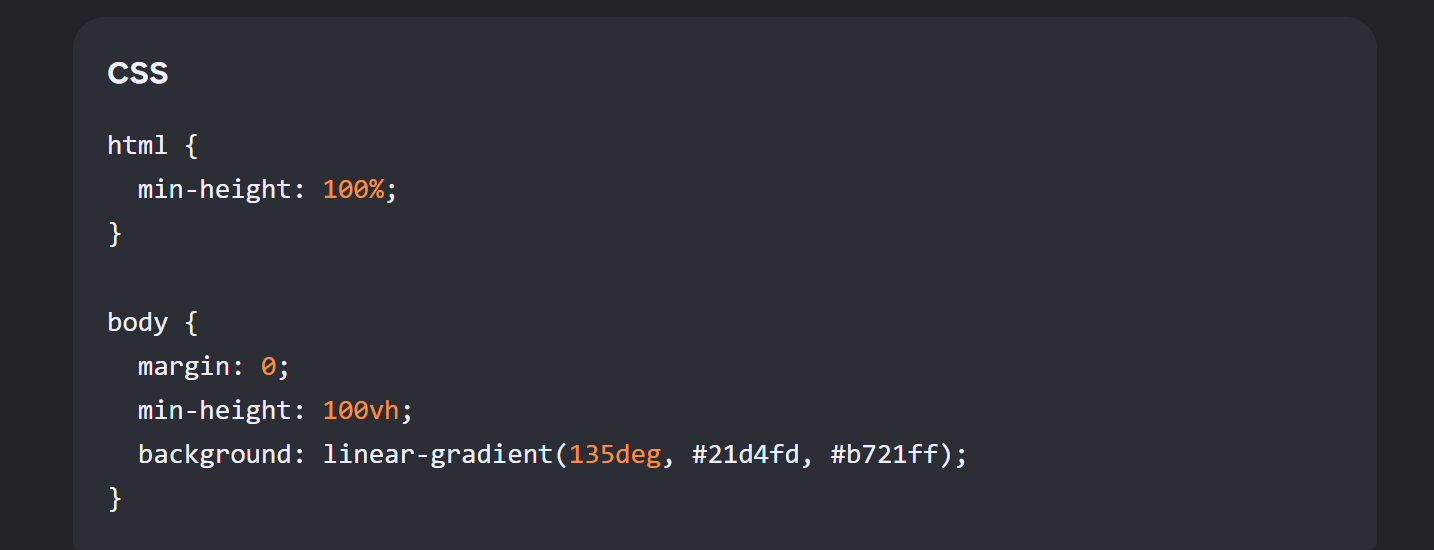 CSS
html {
  min-height: 100%;
}
body {
  margin: 0;
  min-height: 100vh;
  background: linear-gradient(135deg, #21d4fd, #b721ff);
}